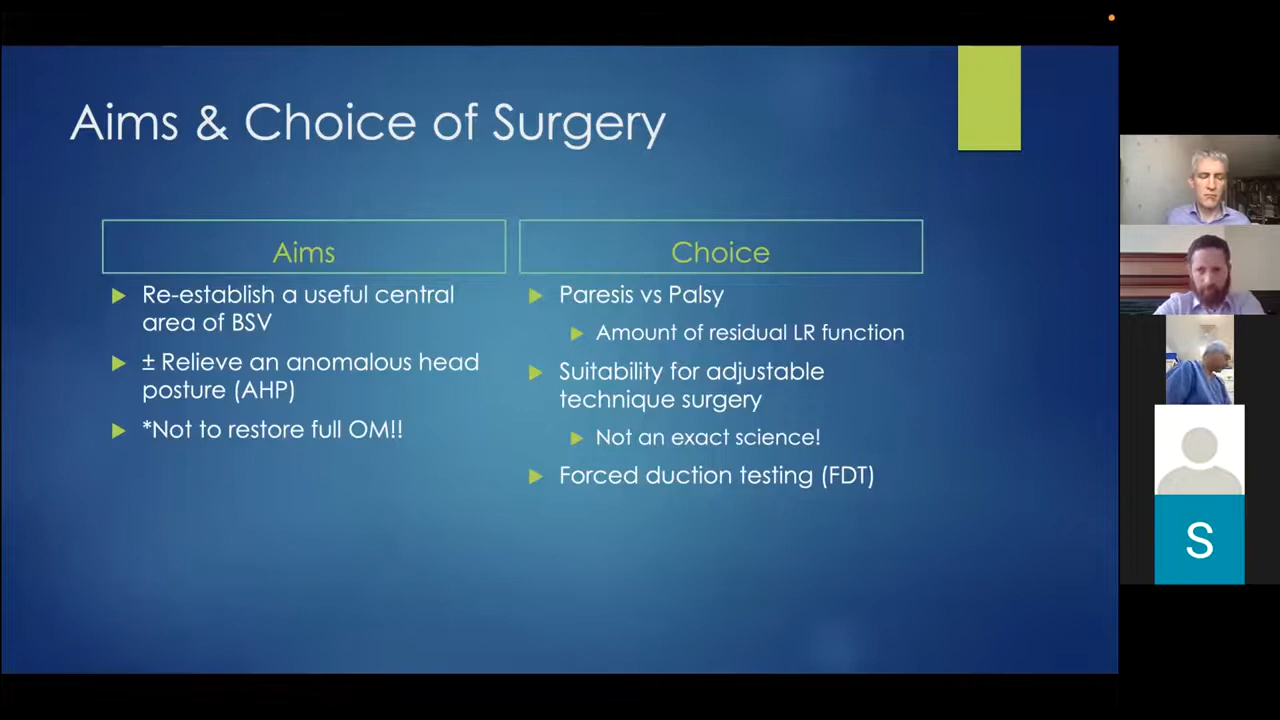 Aims & Choice of Surgery
Aims
Re-establish a useful central
area of BSV
± Relieve an anomalous head
posture (AHP)
*Not to restore full OM!!
Choice
Paresis vs Palsy
Amount of residual LR function
Suitability for adjustable
technique surgery
Not an exact science!
Forced duction testing (FDT)
S